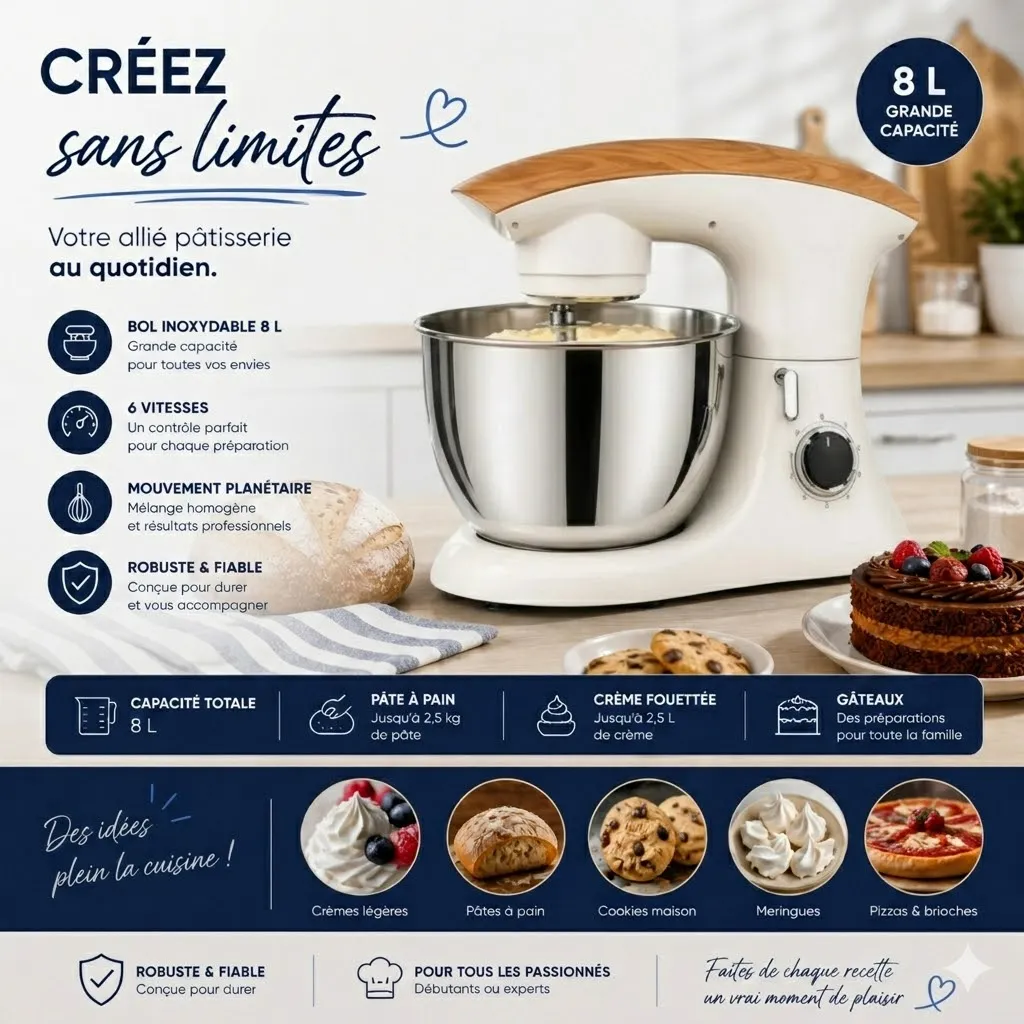 CRÉEZ
sans limites
8 L
GRANDE
CAPACITÉ
Votre allié pâtisserie
au quotidien.
BOL INOXYDABLE 8 L
Grande capacité
pour toutes vos envies
6 VITESSES
Un contrôle parfait
pour chaque préparation
MOUVEMENT PLANÉTAIRE
Mélange homogène
et résultats professionnels
ROBUSTE & FIABLE
Conçue pour durer
et vous accompagner
CAPACITÉ TOTALE
8 L
PÂTE À PAIN
Jusqu'à 2,5 kg
de pâte
CRÈME FOUETTÉE
Jusqu'à 2,5 L
de crème
GÂTEAUX
Des préparations
pour toute la famille
Des idées
plein la cuisine !
Crèmes légères
Pâtes à pain
Cookies maison
Meringues
Pizzas & brioches
ROBUSTE & FIABLE
Conçue pour durer
POUR TOUS LES PASSIONNÉS
Débutants ou experts
Faites de chaque recette
un vrai moment de plaisir